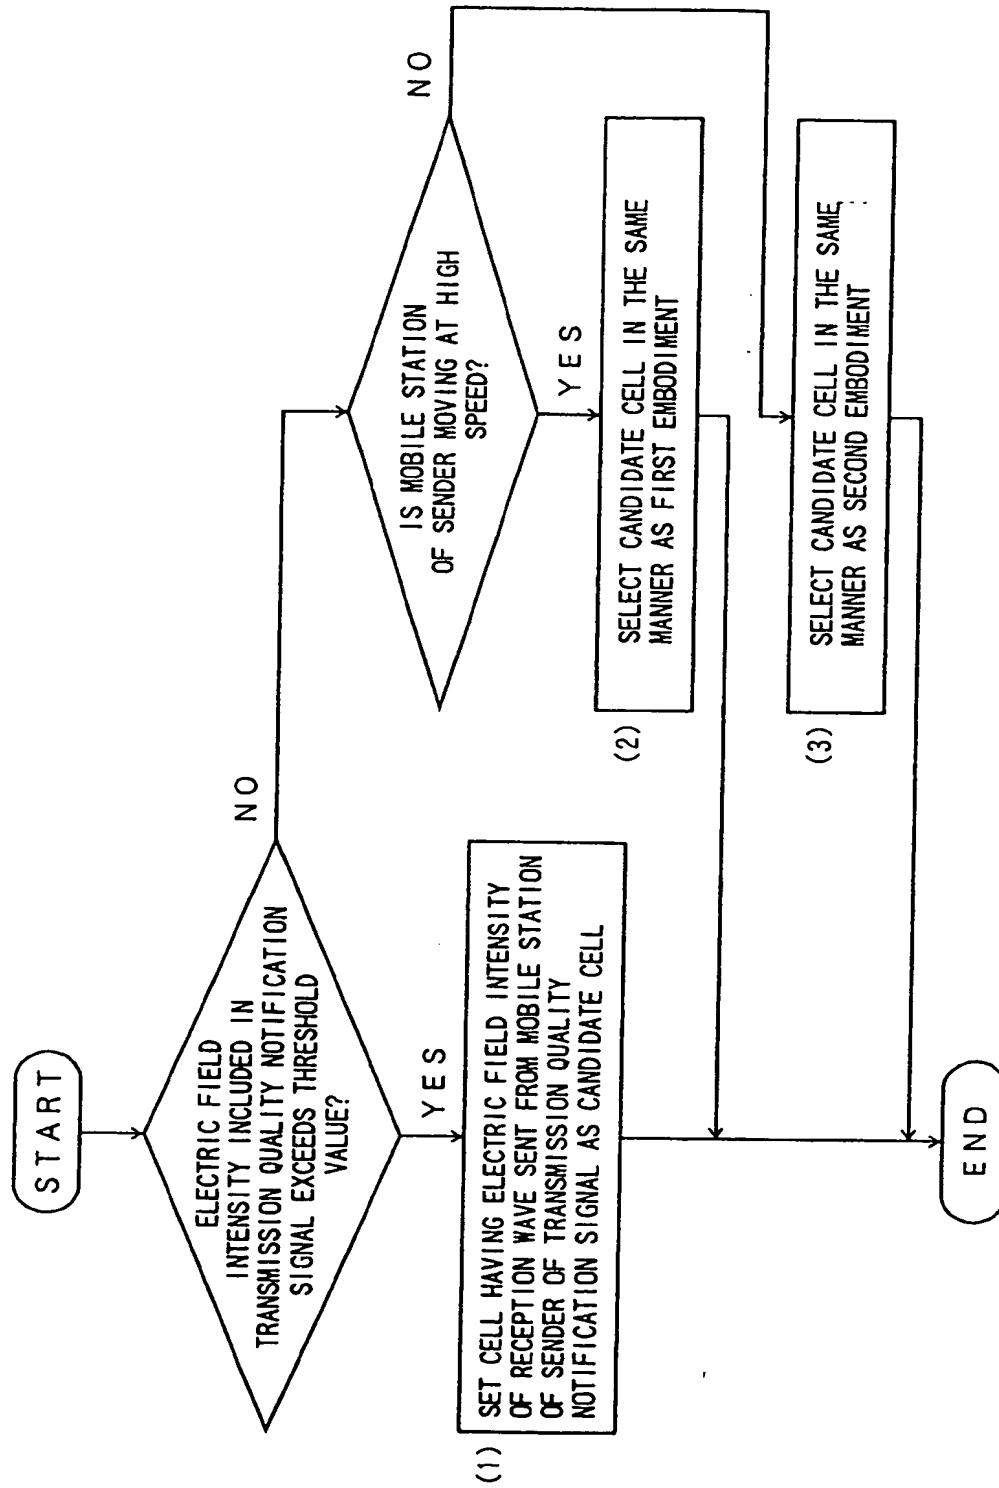 START
ELECTRIC FIELD
INTENSITY INCLUDED IN
TRANSMISSION QUALITY NOTIFICATION
SIGNAL EXCEEDS THRESHOLD
VALUE?
NO
YES
(1)
SET CELL HAVING ELECTRIC FIELD INTENSITY
OF RECEPTION WAVE SENT FROM MOBILE STATION
OF SENDER OF TRANSMISSION QUALITY
NOTIFICATION SIGNAL AS CANDIDATE CELL
IS MOBILE STATION
OF SENDER MOVING AT HIGH
SPEED?
NO
YES
(2)
SELECT CANDIDATE CELL IN THE SAME
MANNER AS FIRST EMBODIMENT
(3)
SELECT CANDIDATE CELL IN THE SAME
MANNER AS SECOND EMBODIMENT
END